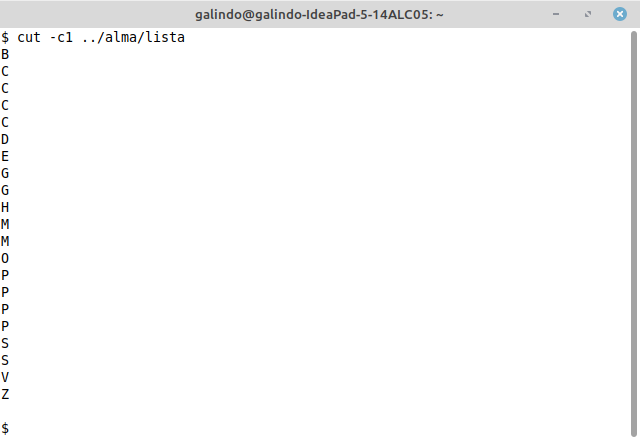 galindo@galindo-IdeaPad-5-14ALC05: ~
$ cut -c1 ../alma/lista
B
C
C
C
C
D
E
G
G
H
M
M
O
P
P
P
P
S
S
V
Z
$